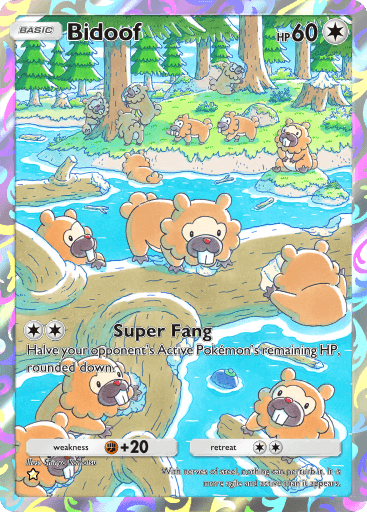 BASIC Bidoof HP60
Super Fang
Halve your opponent's Active Pokémon's remaining HP,
rounded down.
weakness +20 retreat
Illus.
With nerves of steel, nothing can perturb it. It is
more agile and active than it appears.